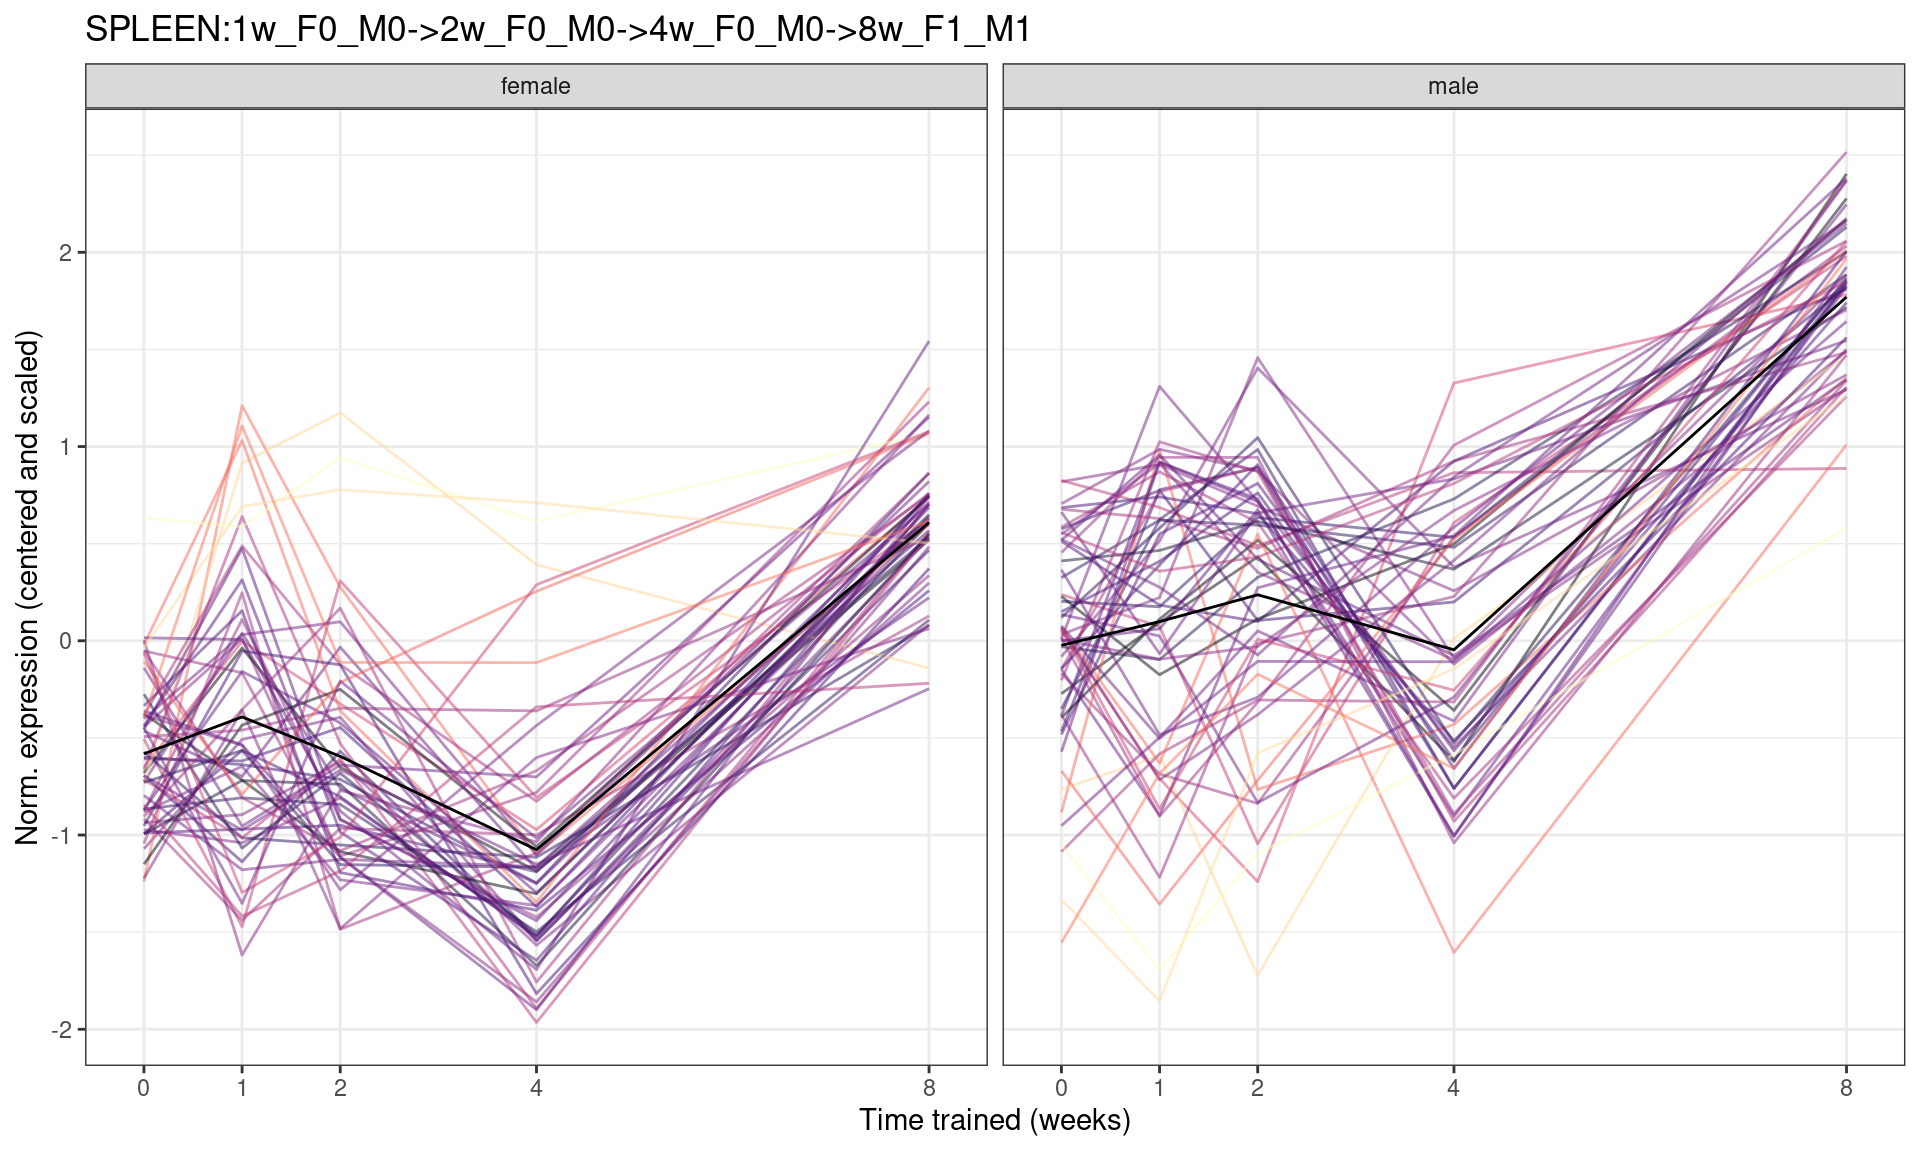 SPLEEN:1w_F0_M0->2w_F0_M0->4w_F0_M0->8w_F1_M1
female
male
Norm. expression (centered and scaled)
2
1
0
-1
-2
0 1 2 4 8
0 1 2 4 8
Time trained (weeks)